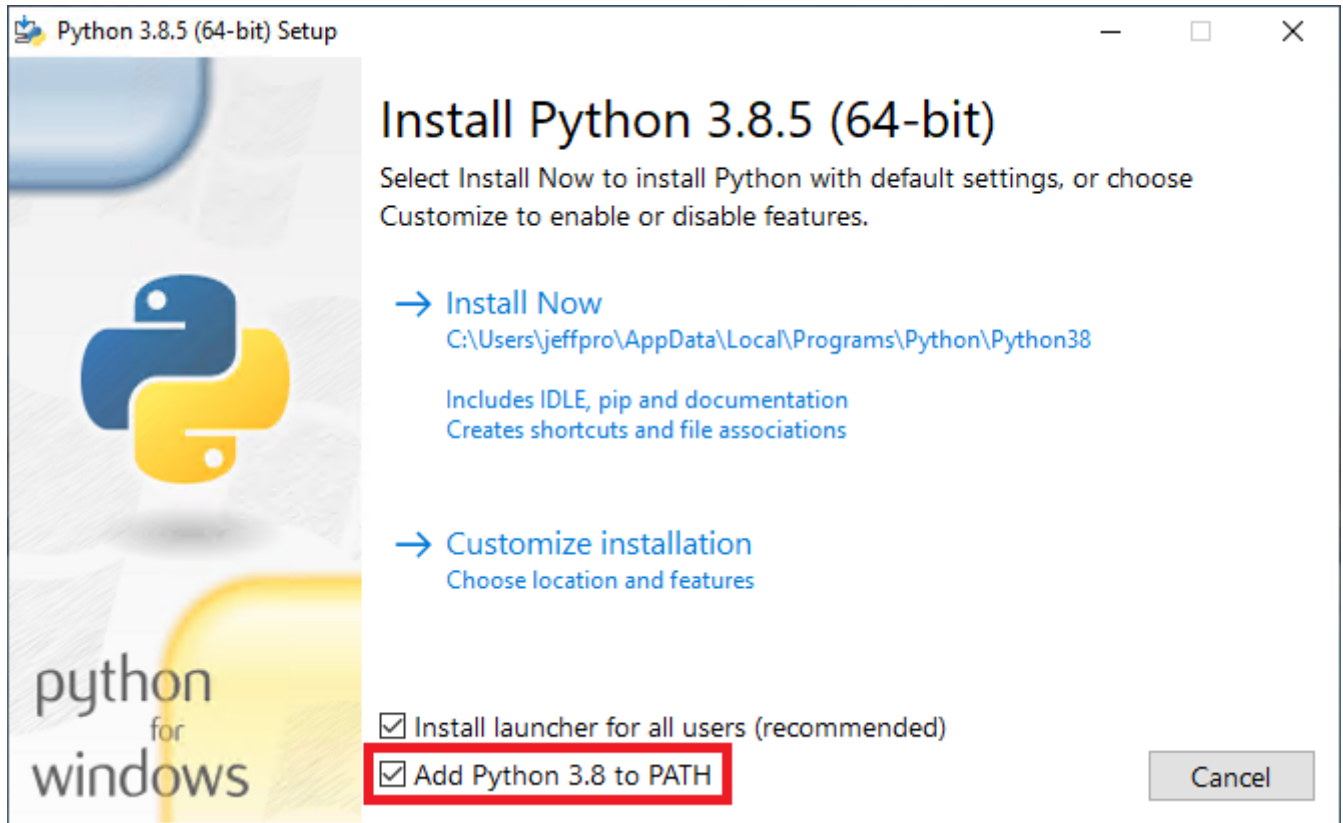 Python 3.8.5 (64-bit) Setup
Install Python 3.8.5 (64-bit)
Select Install Now to install Python with default settings, or choose
Customize to enable or disable features.
Install Now
C:\Users\jeffpro\AppData\Local\Programs\Python\Python38
Includes IDLE, pip and documentation
Creates shortcuts and file associations
Customize installation
Choose location and features
python
for
windows
Install launcher for all users (recommended)
Add Python 3.8 to PATH
Cancel